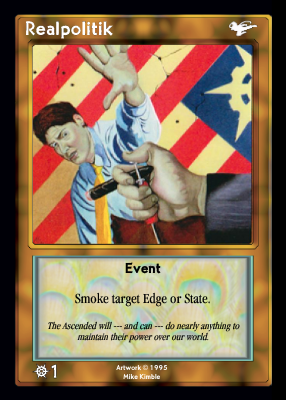 Realpolitik
Event
Smoke target Edge or State.
The Ascended will --- and can --- do nearly anything to
maintain their power over our world.
1
Artwork © 1995
Mike Kimble